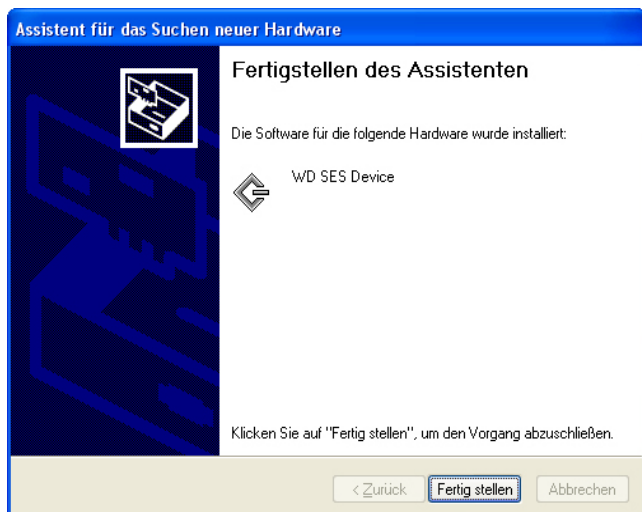 Assistent für das Suchen neuer Hardware
Fertigstellen des Assistenten
Die Software für die folgende Hardware wurde installiert:
WD SES Device
Klicken Sie auf "Fertig stellen", um den Vorgang abzuschließen.
< Zurück Fertig stellen Abbrechen